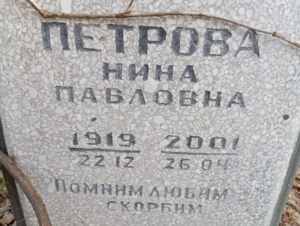 ПЕТРОВА
НИНА
ПАВЛОВНА
1919 2001
22.12 26.04
ПОМНИМ ЛЮБИМ
СКОРБИМ